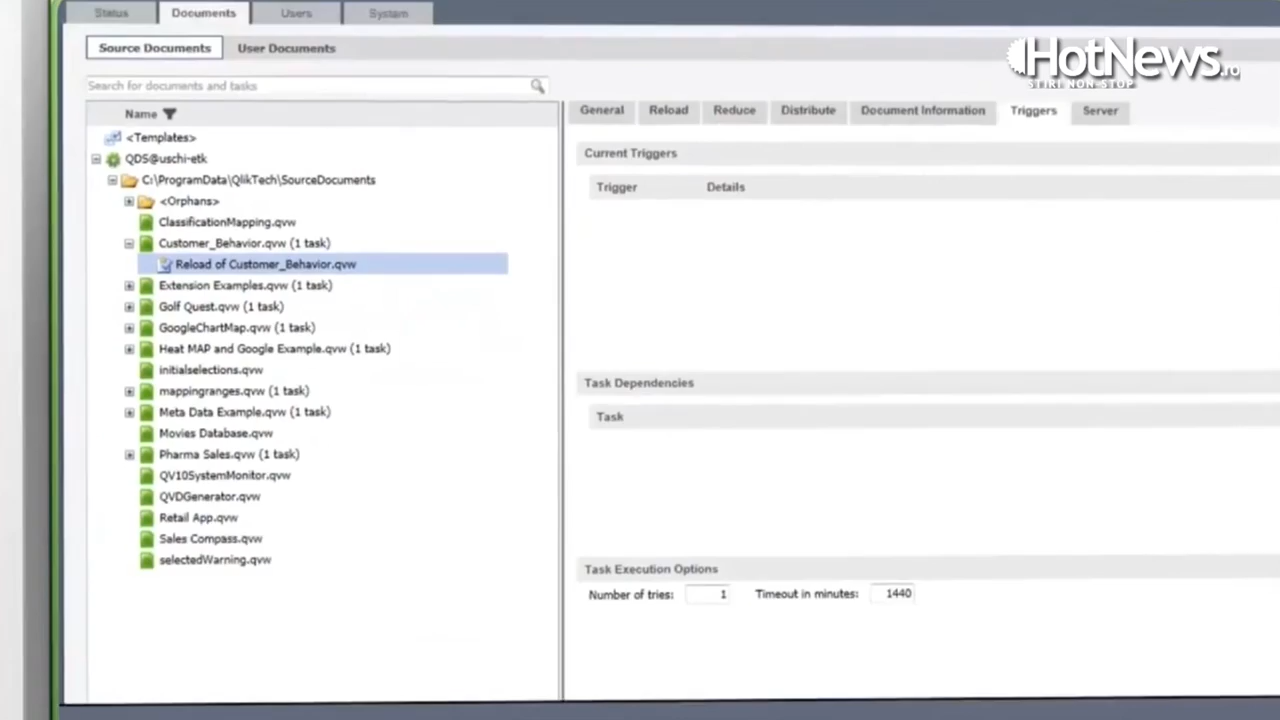 Status Documents Users System
Source Documents User Documents
HotNews.ro
STIRI NON-STOP
Search for documents and tasks
Name
<Templates>
QDS@uschi-etk
C:\ProgramData\QlikTech\SourceDocuments
<Orphans>
ClassificationMapping.qvw
Customer_Behavior.qvw (1 task)
Reload of Customer_Behavior.qvw
Extension Examples.qvw (1 task)
Golf Quest.qvw (1 task)
GoogleChartMap.qvw (1 task)
Heat MAP and Google Example.qvw (1 task)
initialselections.qvw
mappingranges.qvw (1 task)
Meta Data Example.qvw (1 task)
Movies Database.qvw
Pharma Sales.qvw (1 task)
QV10SystemMonitor.qvw
QVDGenerator.qvw
Retail App.qvw
Sales Compass.qvw
selectedWarning.qvw
General Reload Reduce Distribute Document Information Triggers Server
Current Triggers
Trigger Details
Task Dependencies
Task
Task Execution Options
Number of tries: 1 Timeout in minutes: 1440